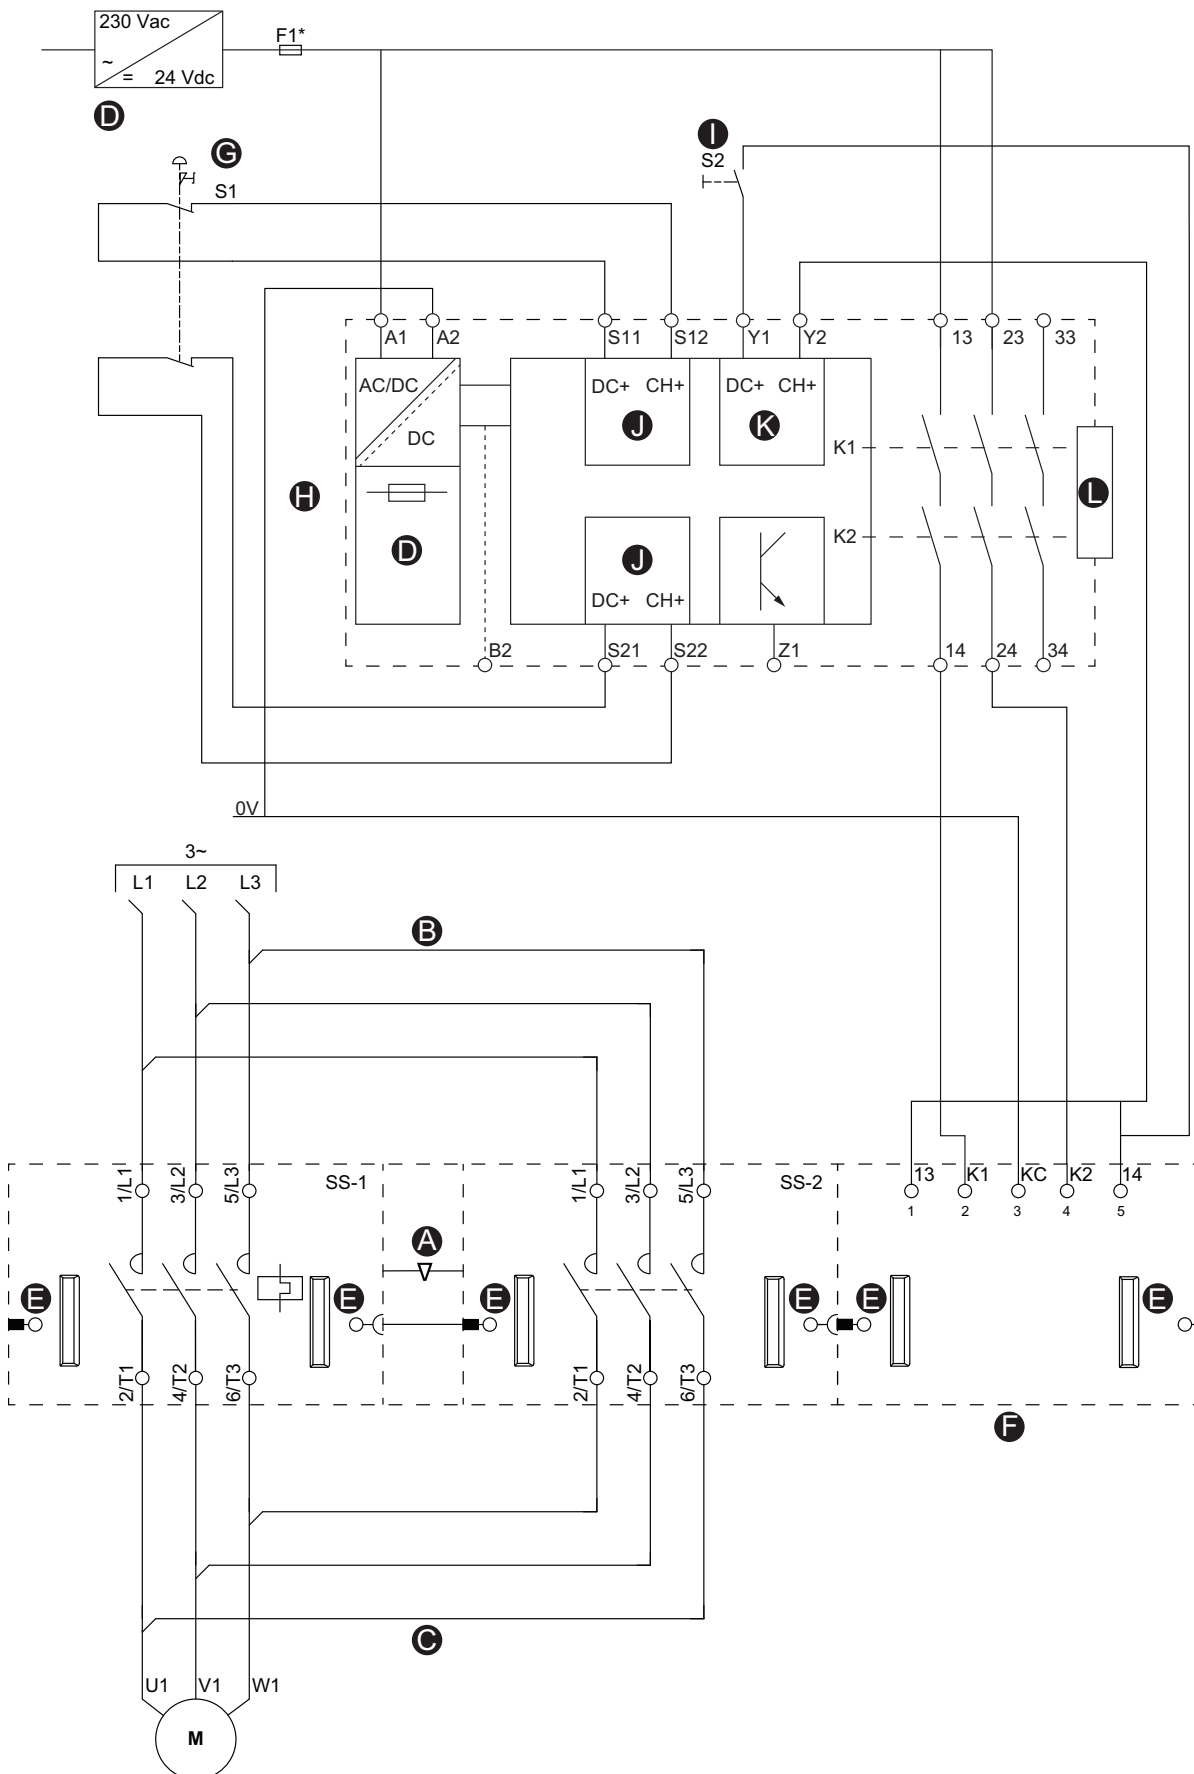 230 Vac
~
= 24 Vdc
F1*
D
G
S1
I
S2
A1 A2 S11 S12 Y1 Y2 13 23 33
AC/DC
DC
DC+ CH+
DC+ CH+
J
K
K1
H
L
D
J
K2
DC+ CH+
B2 S21 S22 Z1 14 24 34
0V
3~
L1 L2 L3
B
1/L1 3/L2 5/L3 SS-1 1/L1 3/L2 5/L3 SS-2 13 K1 KC K2 14
1 2 3 4 5
A
E E E E E E
2/T1 4/T2 6/T3 2/T1 4/T2 6/T3
F
C
U1 V1 W1
M